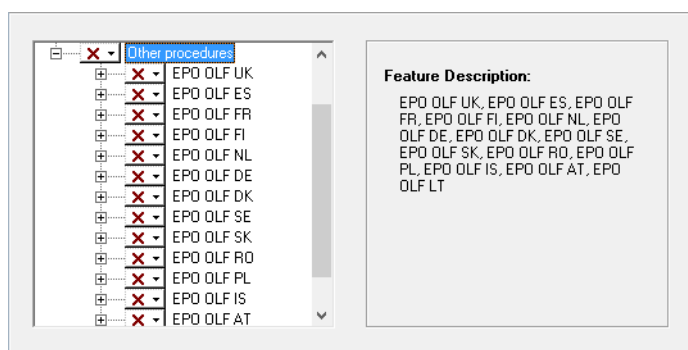 Other procedures
EPO OLF UK
EPO OLF ES
EPO OLF FR
EPO OLF FI
EPO OLF NL
EPO OLF DE
EPO OLF DK
EPO OLF SE
EPO OLF SK
EPO OLF RO
EPO OLF PL
EPO OLF IS
EPO OLF AT
Feature Description:
EPO OLF UK, EPO OLF ES, EPO OLF
FR, EPO OLF FI, EPO OLF NL, EPO
OLF DE, EPO OLF DK, EPO OLF SE,
EPO OLF SK, EPO OLF RO, EPO OLF
PL, EPO OLF IS, EPO OLF AT, EPO
OLF LT